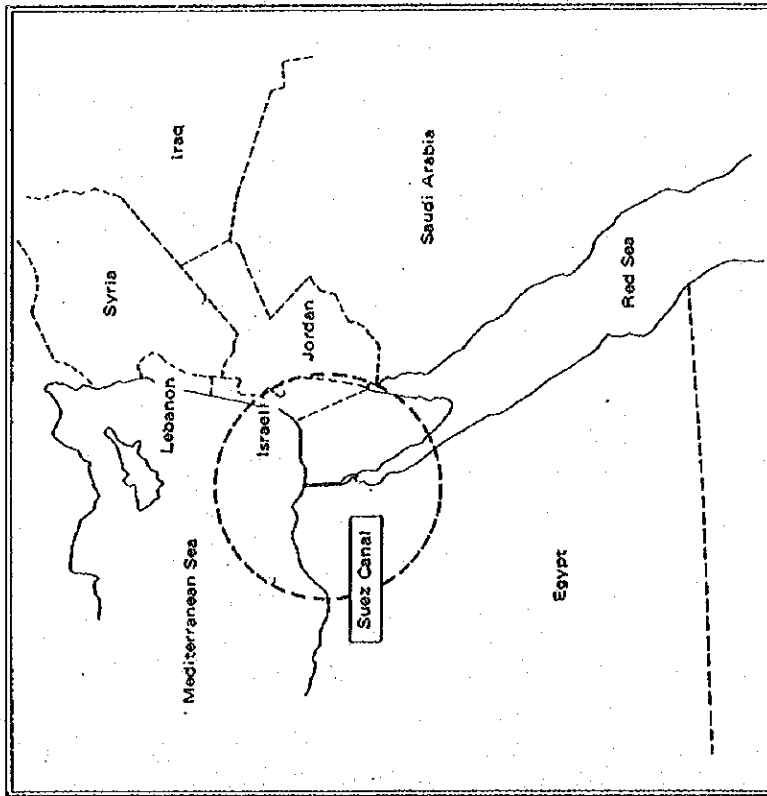 Iraq
Syria
Saudi Arabia
Jordan
Lebanon
Israel
Red Sea
Mediterranean Sea
Suez Canal
Egypt